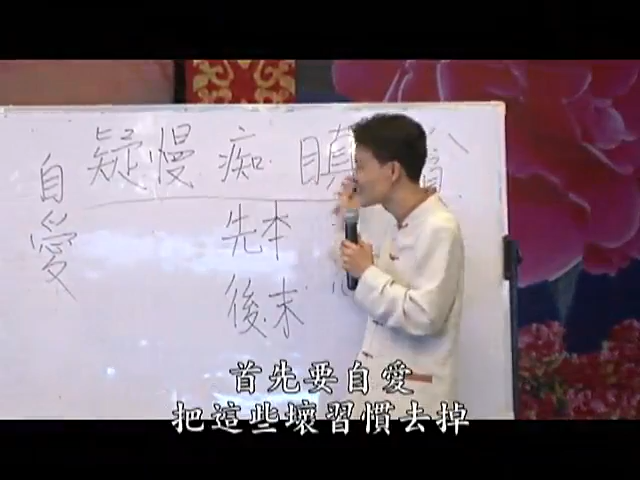 貪 瞋 痴 慢 疑
先 本
後 末
自愛
首先要自愛
把這些壞習慣去掉